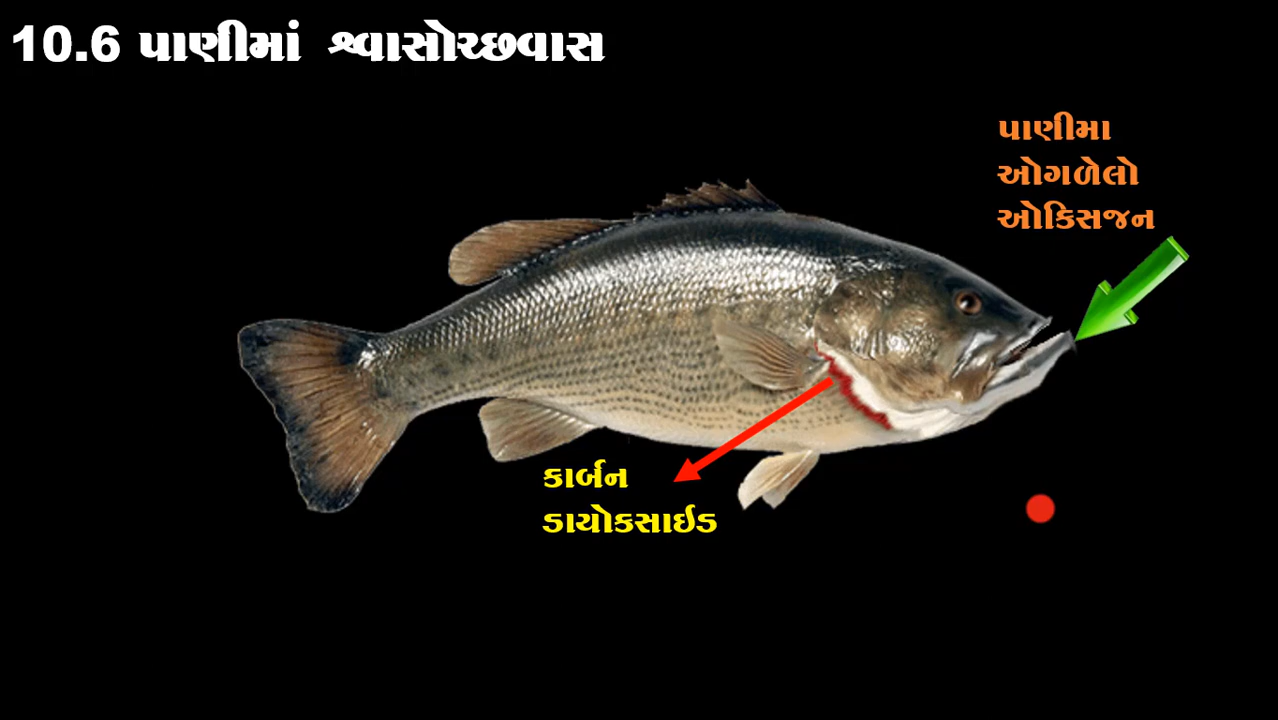 10.6 પાણીમાં શ્વાસોચ્છવાસ
પાણીમા
ઓગળેલો
ઓકિસજન
કાર્બન
ડાયોકસાઈડ